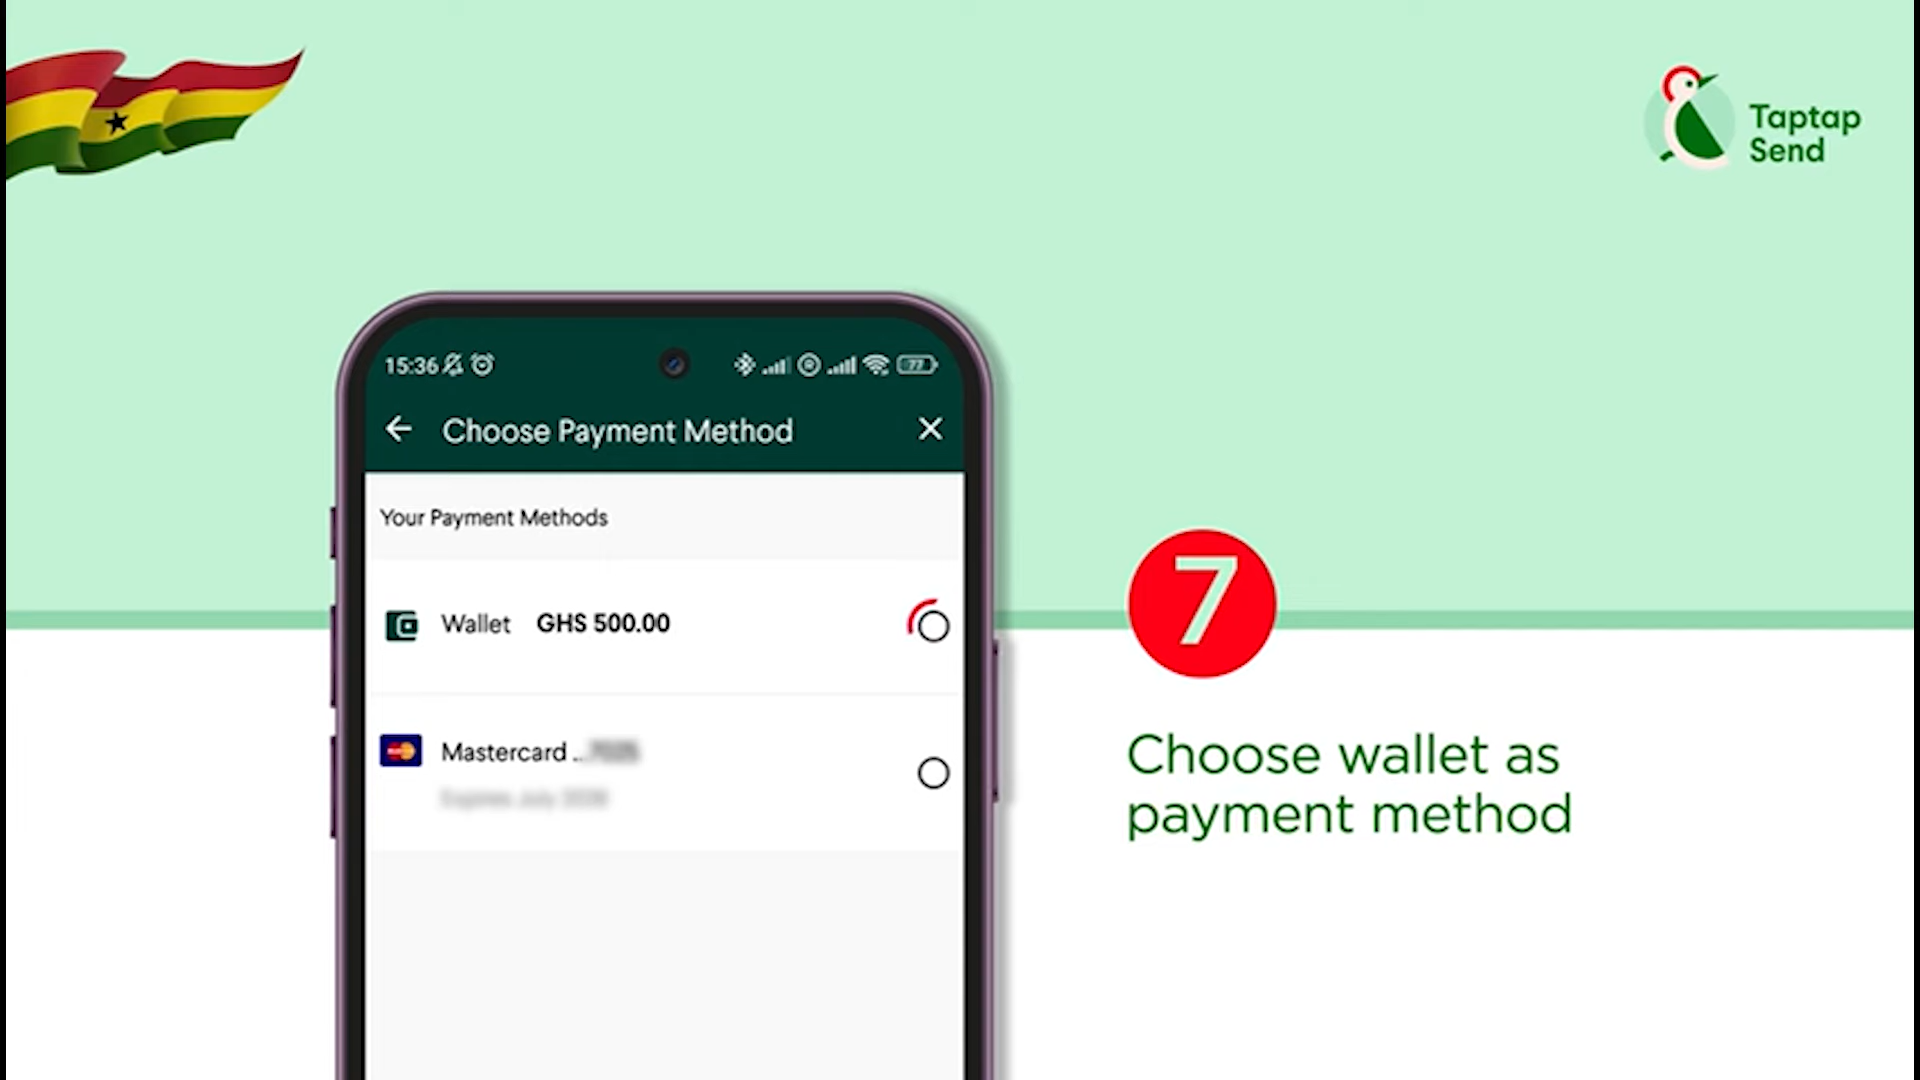 Taptap
Send
15:36
77
Choose Payment Method
Your Payment Methods
Wallet GHS 500.00
Mastercard ..
7
Choose wallet as
payment method